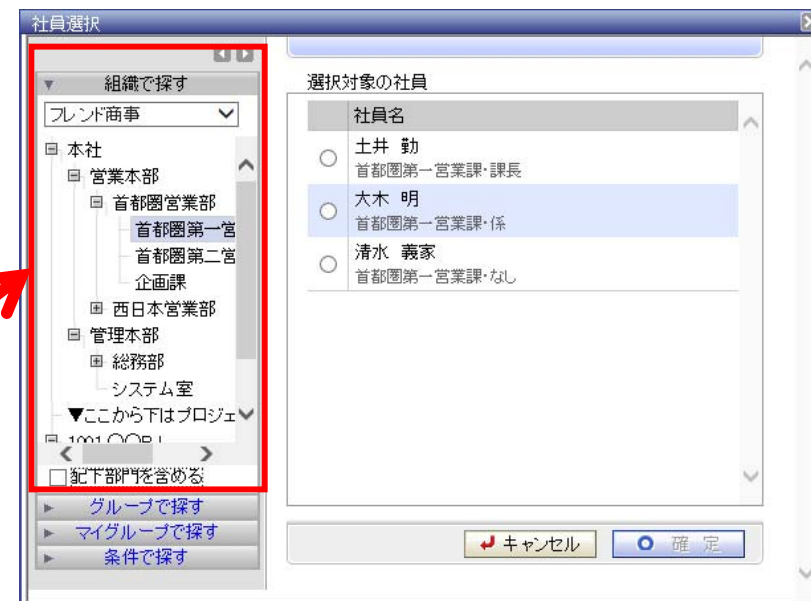 社員選択
組織で探す
フレンド商事
本社
営業本部
首都圏営業部
首都圏第一営
首都圏第二営
企画課
西日本営業部
管理本部
総務部
システム室
▼ここから下はプロジェ
配下部門を含める
グループで探す
マイグループで探す
条件で探す
選択対象の社員
社員名
土井 勤
首都圏第一営業課・課長
大木 明
首都圏第一営業課・係
清水 義家
首都圏第一営業課・なし
キャンセル
確 定